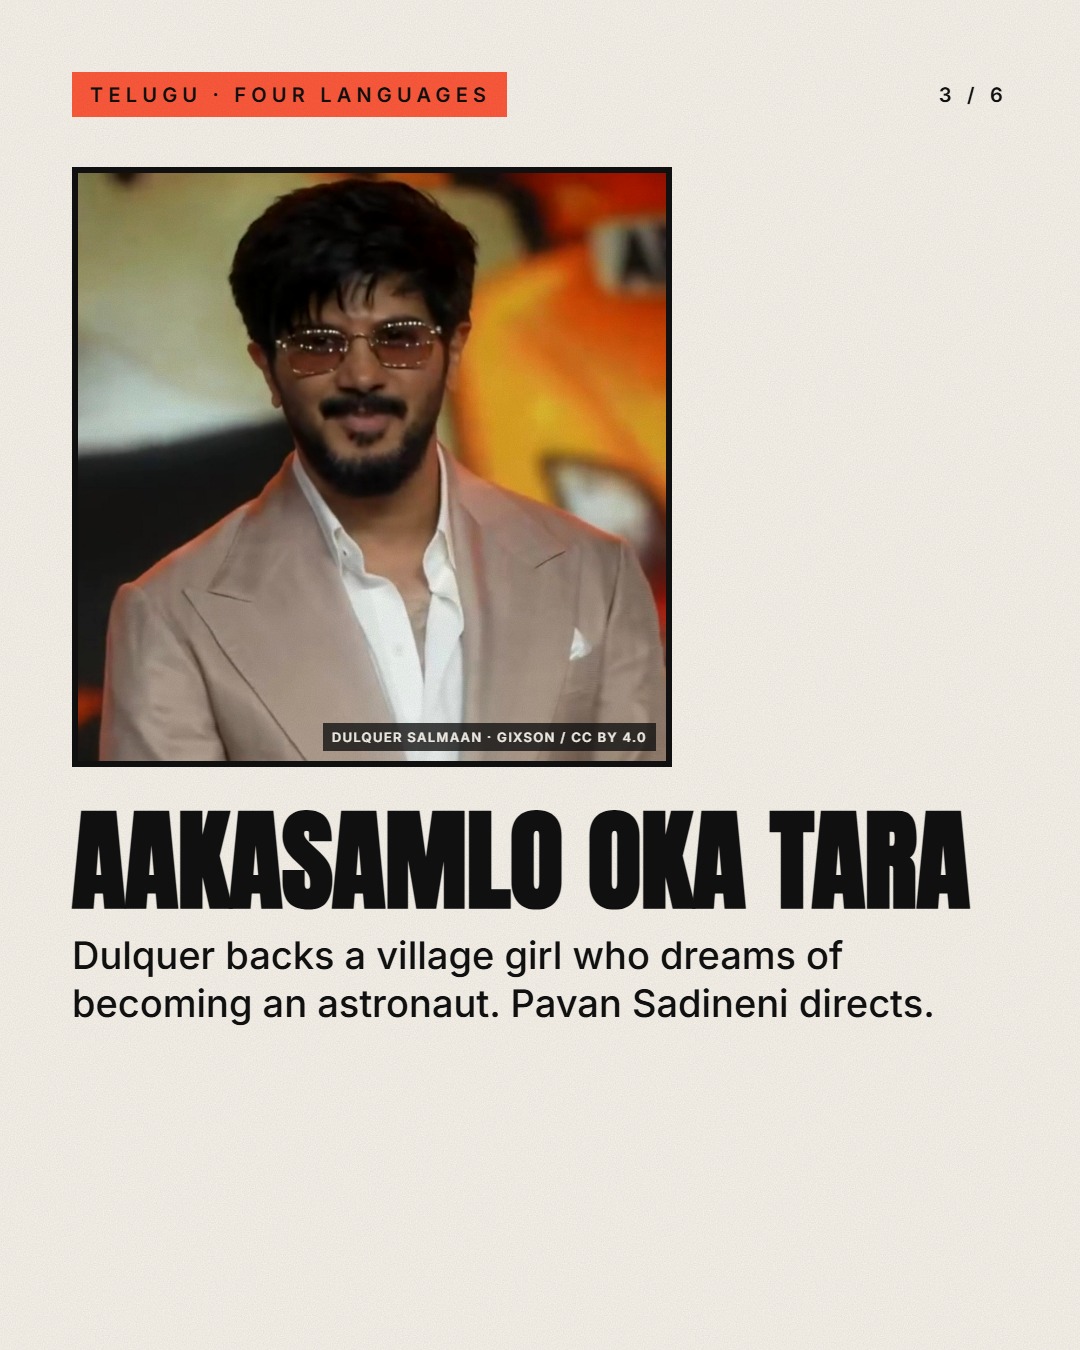 TELUGU · FOUR LANGUAGES
3 / 6
DULQUER SALMAAN · GIXSON / CC BY 4.0
AAKASAMLO OKA TARA
Dulquer backs a village girl who dreams of
becoming an astronaut. Pavan Sadineni directs.